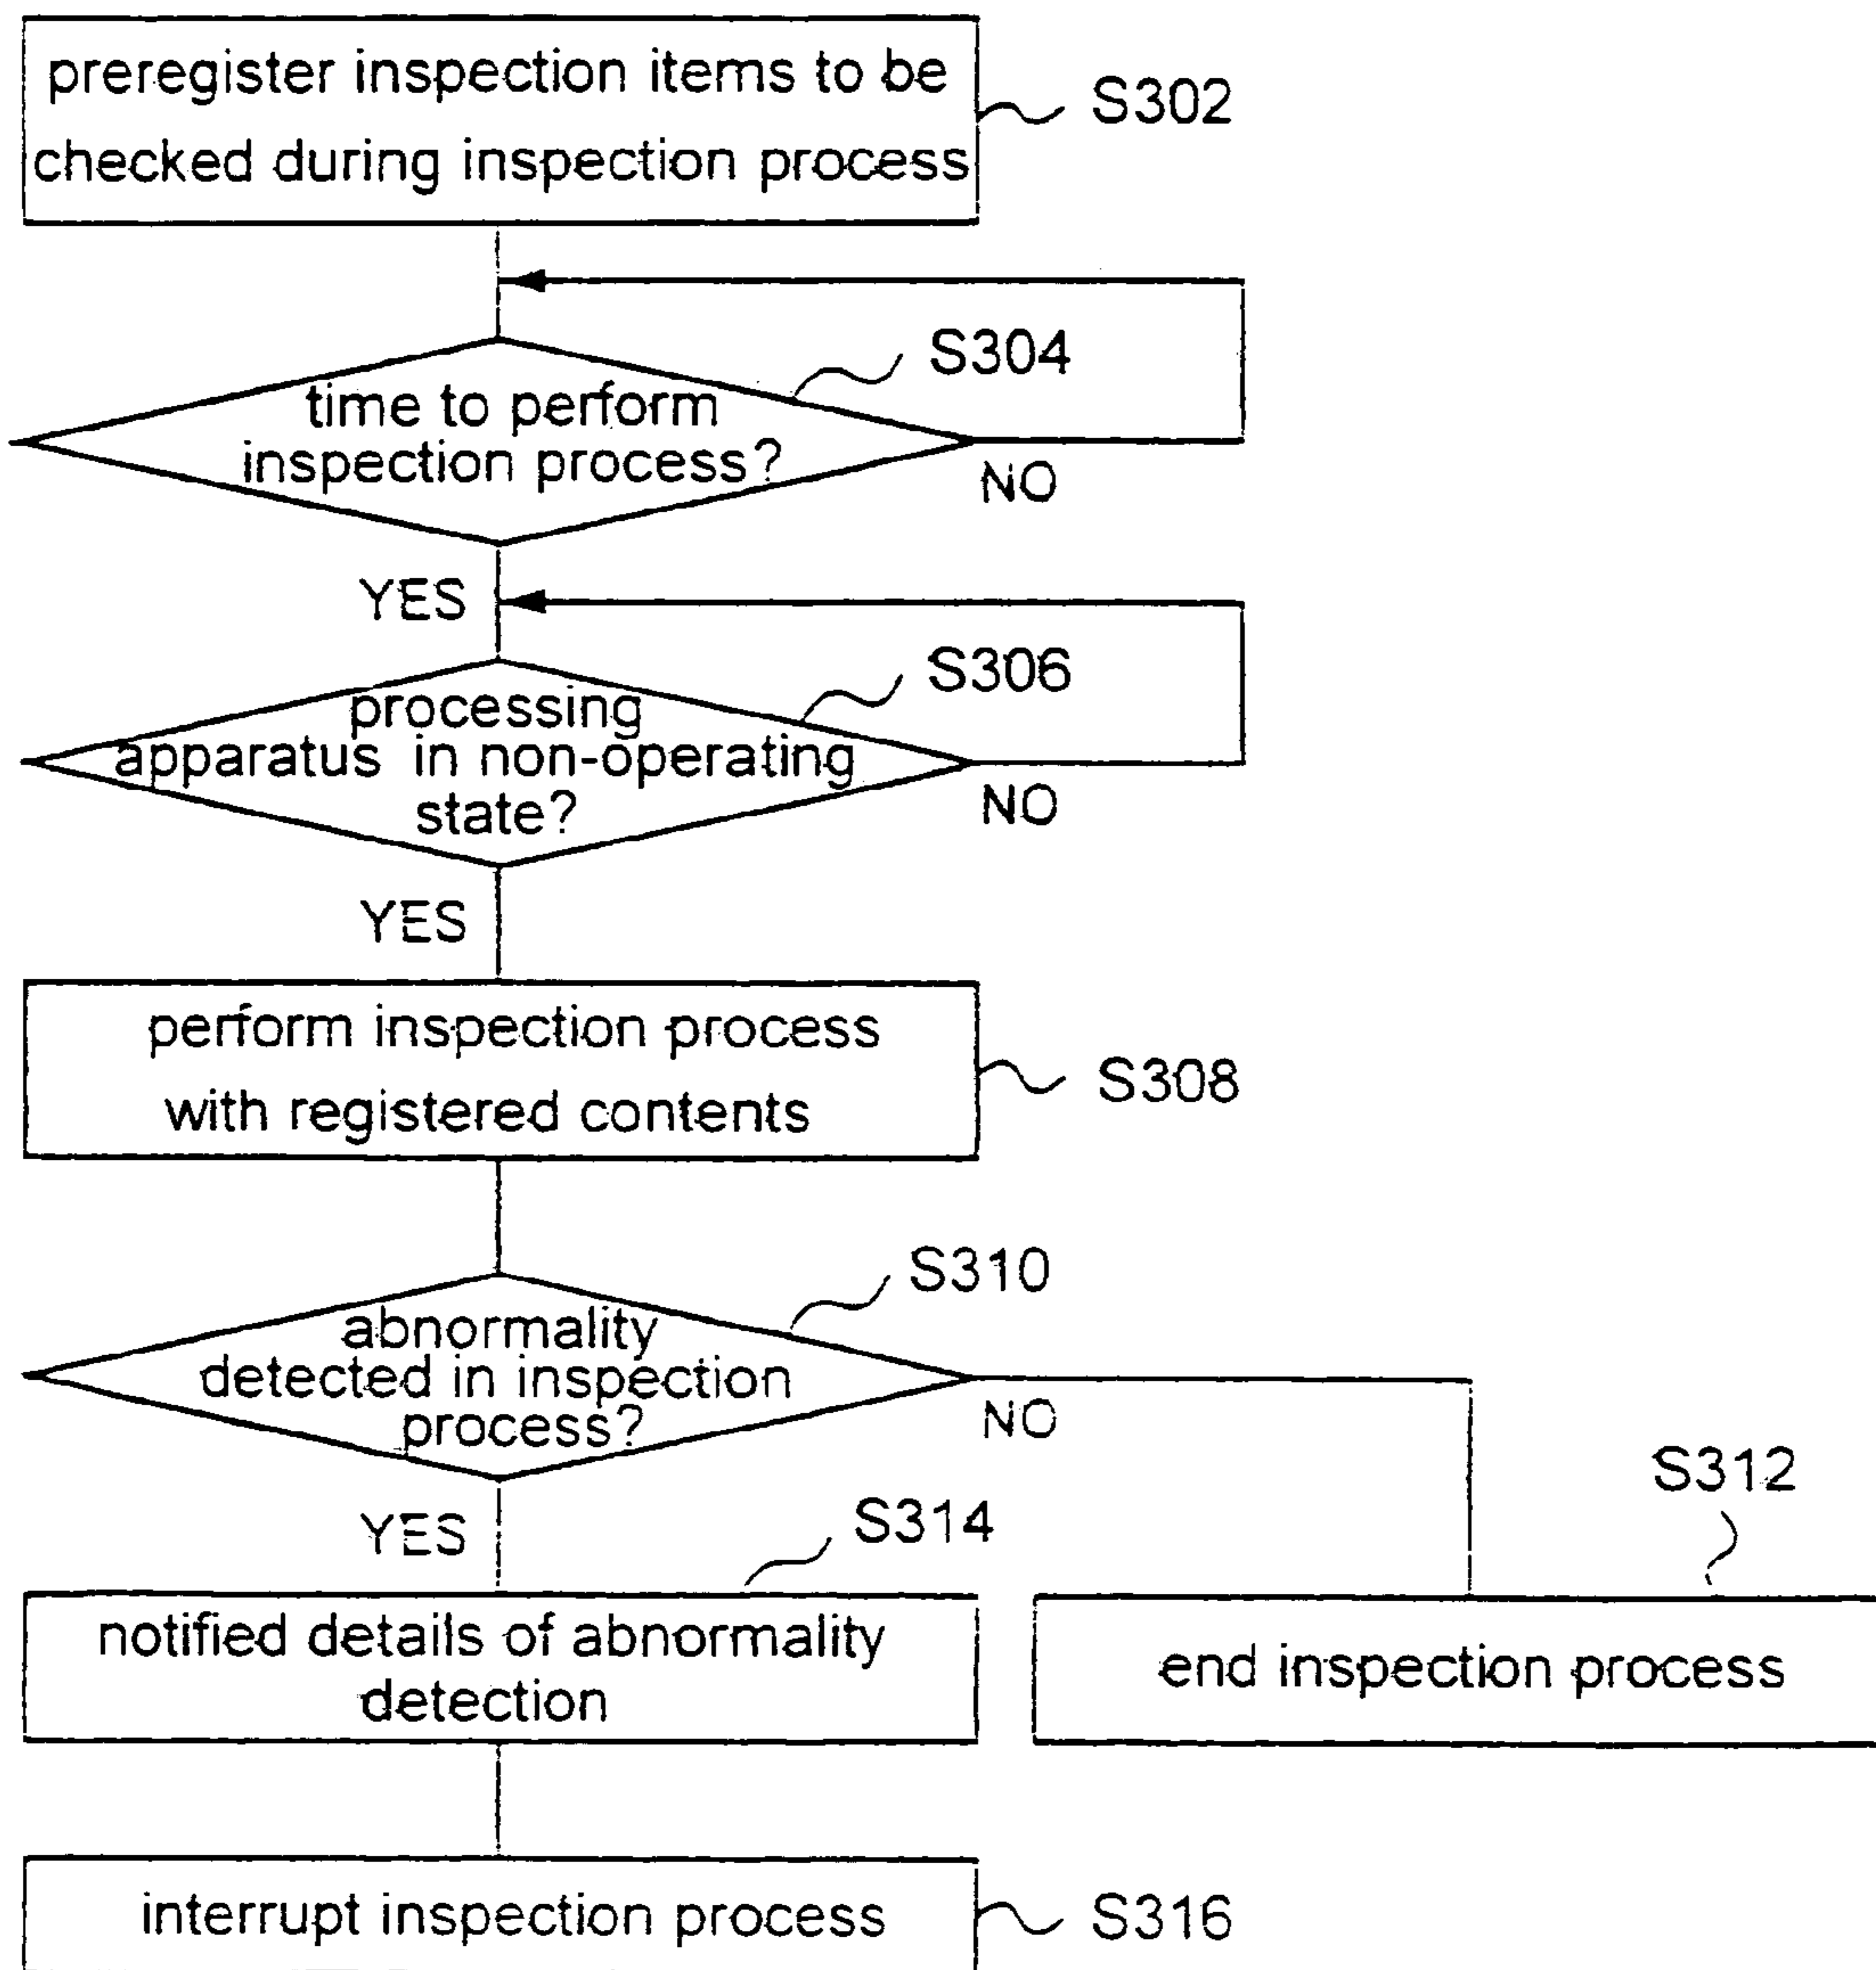 preregister inspection items to be
checked during inspection process
S302
S304
time to perform
inspection process?
NO
YES
S306
processing
apparatus in non-operating
state?
NO
YES
perform inspection process
with registered contents
S308
S310
abnormality
detected in inspection
process?
NO
S312
YES
S314
notified details of abnormality
detection
end inspection process
interrupt inspection process
S316